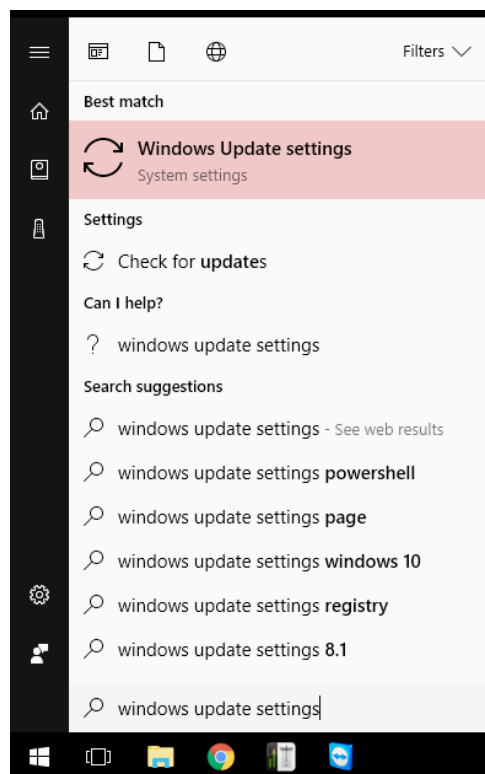 Filters
Best match
Windows Update settings
System settings
Settings
Check for updates
Can I help?
windows update settings
Search suggestions
windows update settings - See web results
windows update settings powershell
windows update settings page
windows update settings windows 10
windows update settings registry
windows update settings 8.1
windows update settings